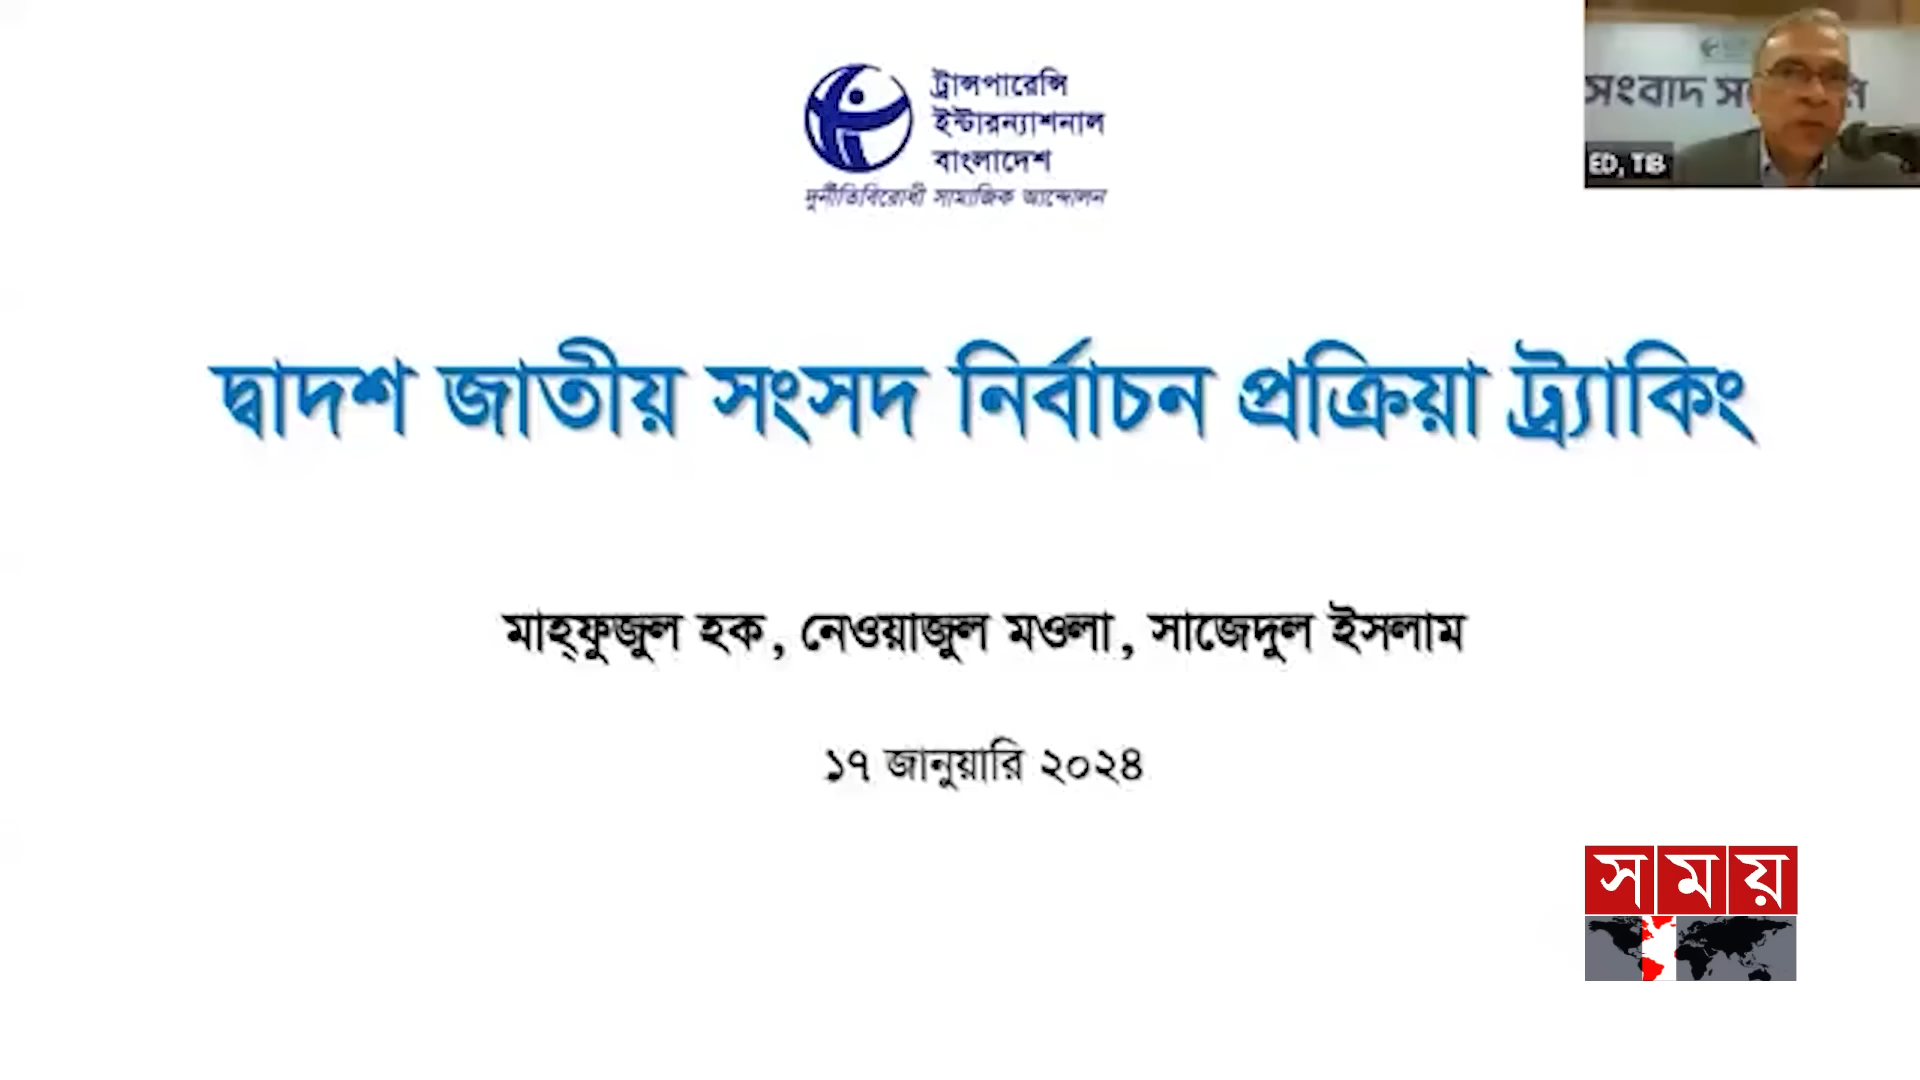 ট্রান্সপারেন্সি
ইন্টারন্যাশনাল
বাংলাদেশ
দুর্নীতিবিরোধী সামাজিক আন্দোলন
সংবাদ
ED, TIB
দ্বাদশ জাতীয় সংসদ নির্বাচন প্রক্রিয়া ট্র্যাকিং
মাহ্ফুজুল হক, নেওয়াজুল মওলা, সাজেদুল ইসলাম
১৭ জানুয়ারি ২০২৪
সময়